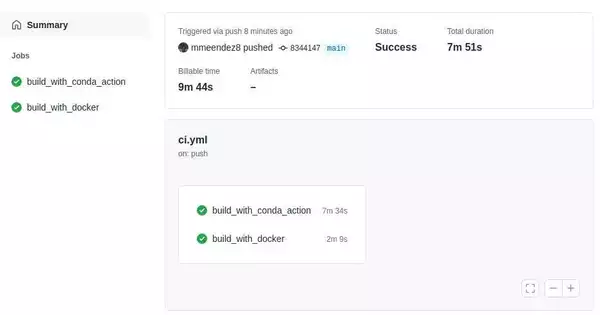 Summary
Jobs
build_with_conda_action
build_with_docker
Triggered via push 8 minutes ago
mmeendez8 pushed 8344147 main
Status
Success
Total duration
7m 51s
Billable time
9m 44s
Artifacts
–
ci.yml
on: push
build_with_conda_action 7m 34s
build_with_docker 2m 9s